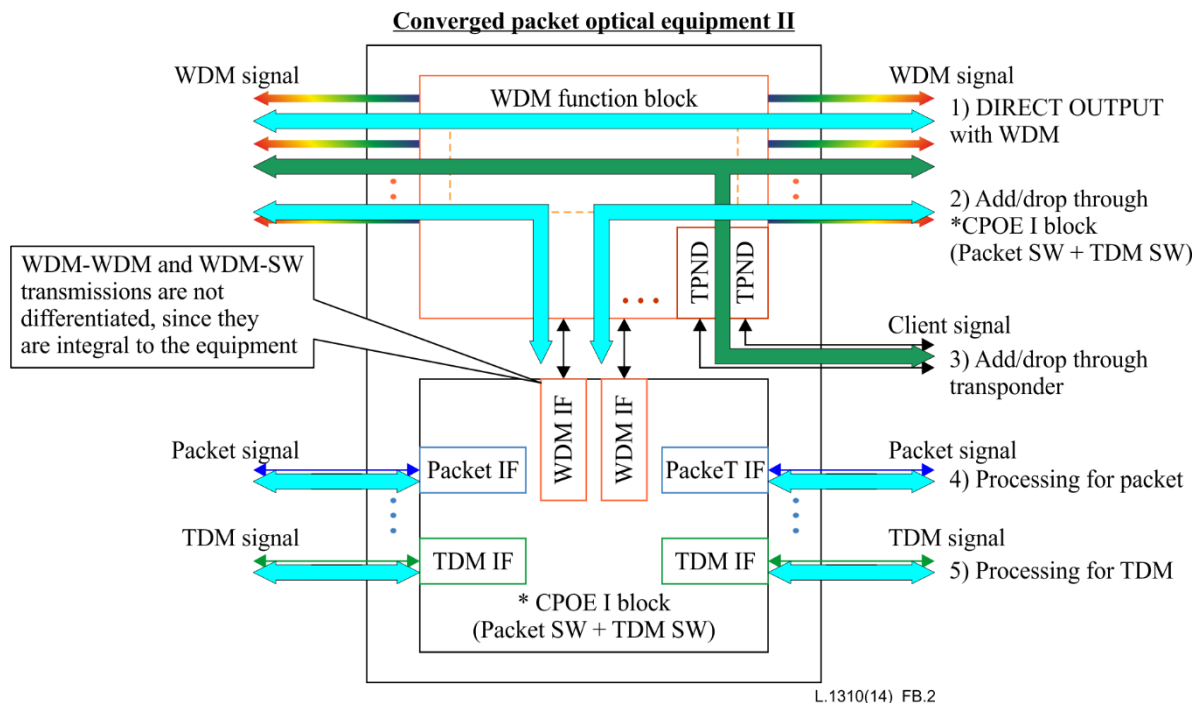 Converged packet optical equipment II
WDM signal
WDM signal
WDM function block
1) DIRECT OUTPUT
with WDM
2) Add/drop through
*CPOE I block
(Packet SW + TDM SW)
WDM-WDM and WDM-SW
transmissions are not
differentiated, since they
are integral to the equipment
TPND
TPND
Client signal
3) Add/drop through
transponder
WDM IF
WDM IF
Packet signal
Packet signal
Packet IF
PackeT IF
4) Processing for packet
TDM signal
TDM signal
TDM IF
TDM IF
5) Processing for TDM
* CPOE I block
(Packet SW + TDM SW)
L.1310(14)_FB.2